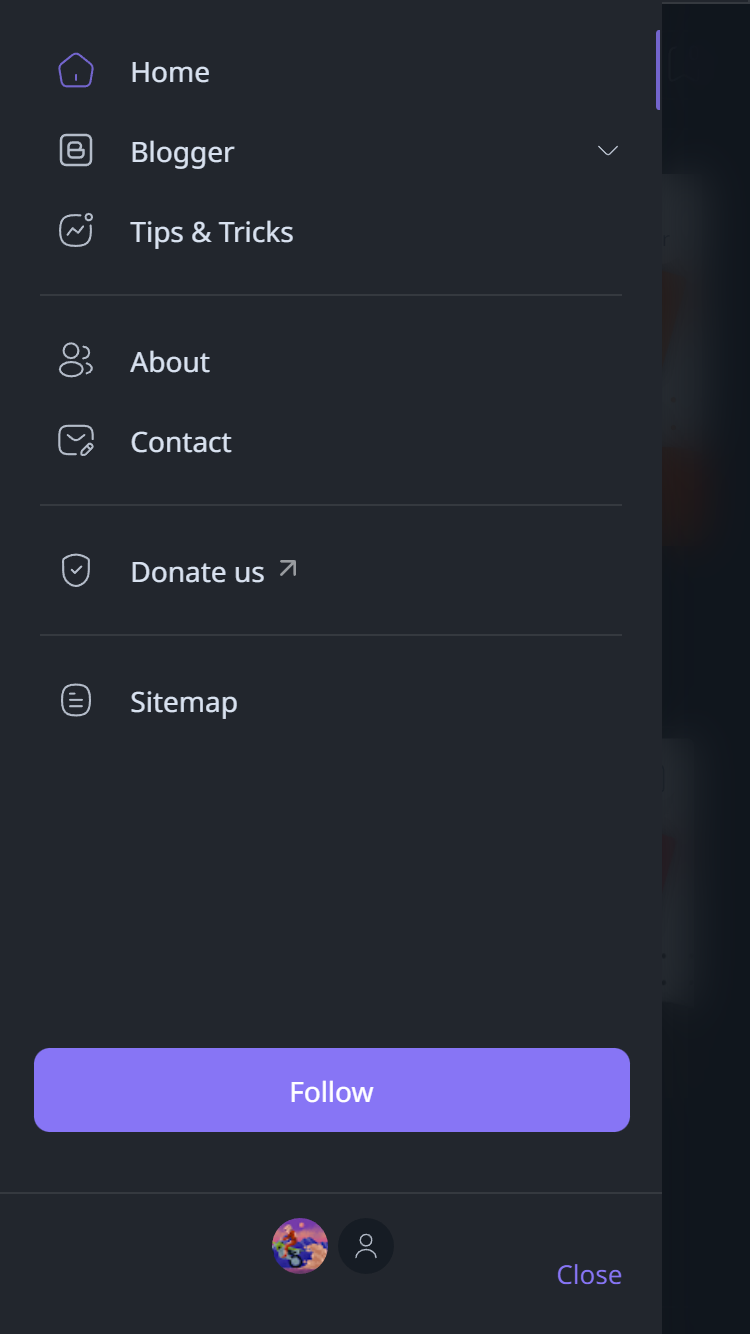 Home
Blogger
Tips & Tricks
About
Contact
Donate us
Sitemap
Follow
Close